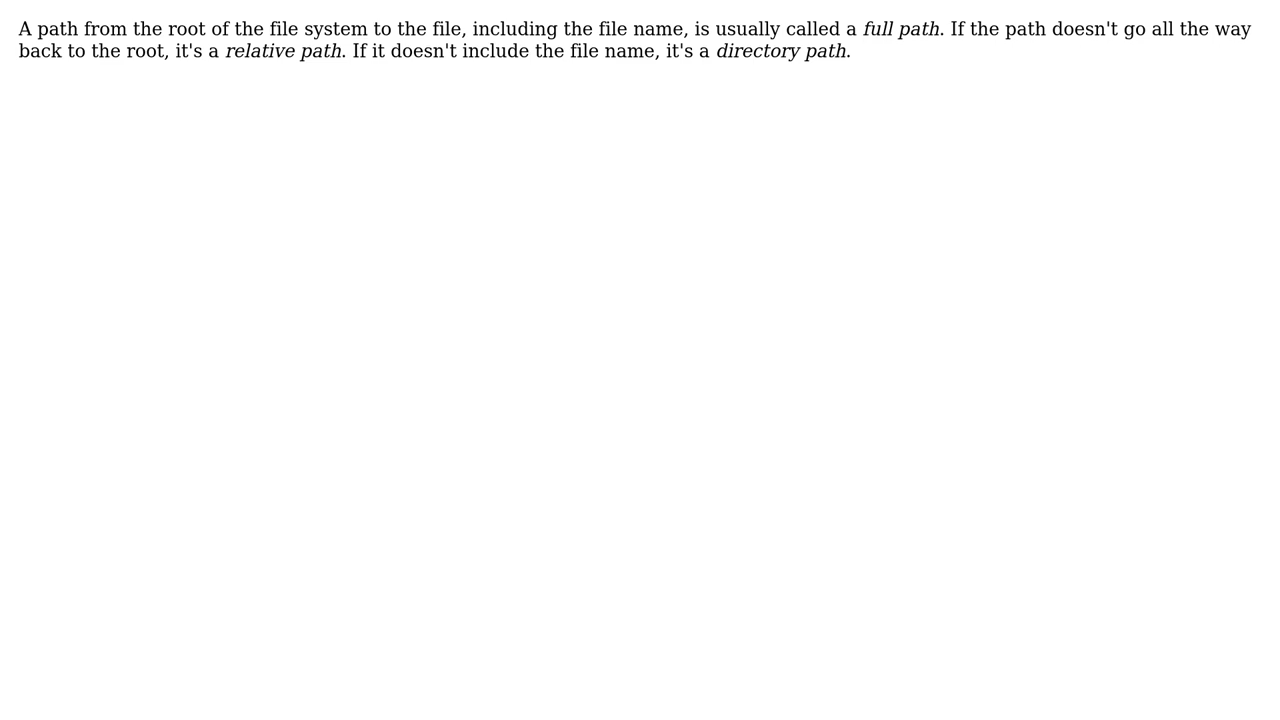 A path from the root of the file system to the file, including the file name, is usually called a full path. If the path doesn't go all the way
back to the root, it's a relative path. If it doesn't include the file name, it's a directory path.